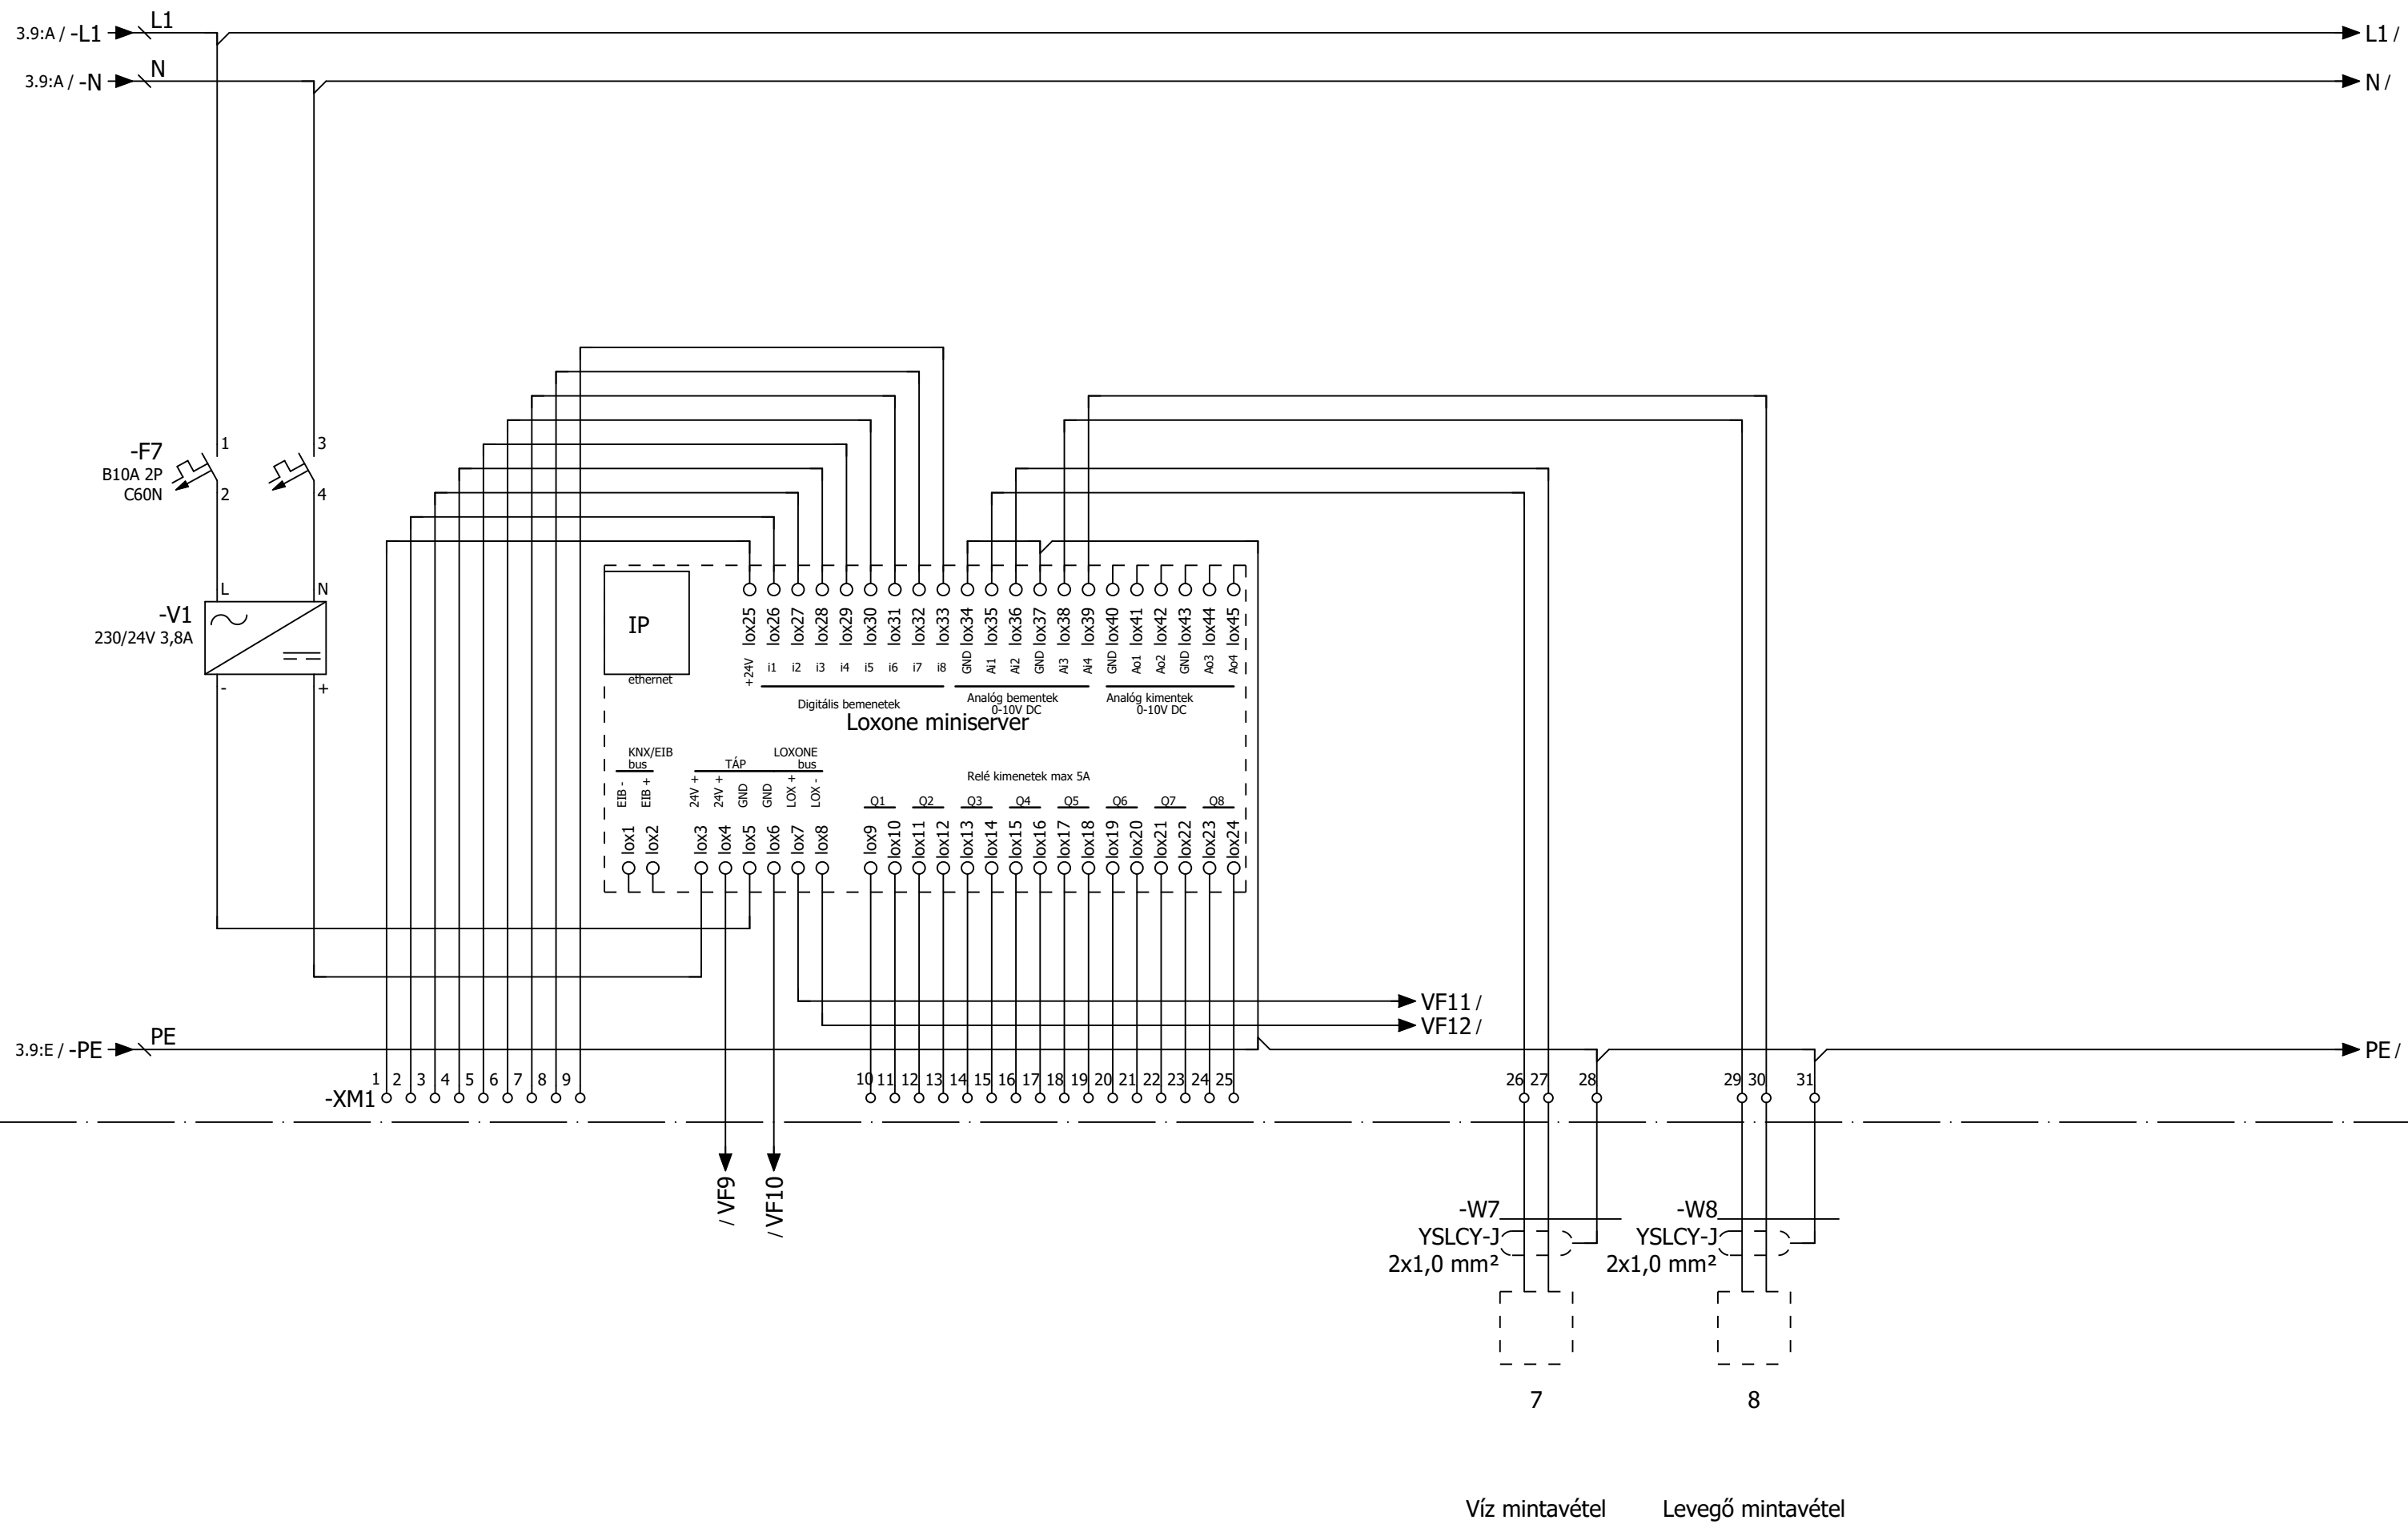 L1
3.9:A / -L1
L1 /
N
3.9:A / -N
N /
-F7
B10A 2P
C60N
1
2
3
4
L
N
-V1
230/24V 3,8A
-
+
IP
ethernet
lox25
lox26
lox27
lox28
lox29
lox30
lox31
lox32
lox33
lox34
lox35
lox36
lox37
lox38
lox39
lox40
lox41
lox42
lox43
lox44
lox45
+24V
i1
i2
i3
i4
i5
i6
i7
i8
GND
Ai1
Ai2
GND
Ai3
Ai4
GND
Ao1
Ao2
GND
Ao3
Ao4
Digitális bemenetek
Analóg bementek
0-10V DC
Analóg kimentek
0-10V DC
Loxone miniserver
KNX/EIB
bus
TÁP
LOXONE
bus
Relé kimenetek max 5A
EIB -
EIB +
24V +
24V +
GND
GND
LOX +
LOX -
Q1
Q2
Q3
Q4
Q5
Q6
Q7
Q8
lox1
lox2
lox3
lox4
lox5
lox6
lox7
lox8
lox9
lox10
lox11
lox12
lox13
lox14
lox15
lox16
lox17
lox18
lox19
lox20
lox21
lox22
lox23
lox24
VF11 /
VF12 /
PE
3.9:E / -PE
PE /
-XM1
1
2
3
4
5
6
7
8
9
10
11
12
13
14
15
16
17
18
19
20
21
22
23
24
25
26
27
28
29
30
31
/ VF9
/ VF10
-W7
YSLCY-J
2x1,0 mm²
-W8
YSLCY-J
2x1,0 mm²
7
8
Víz mintavétel
Levegő mintavétel